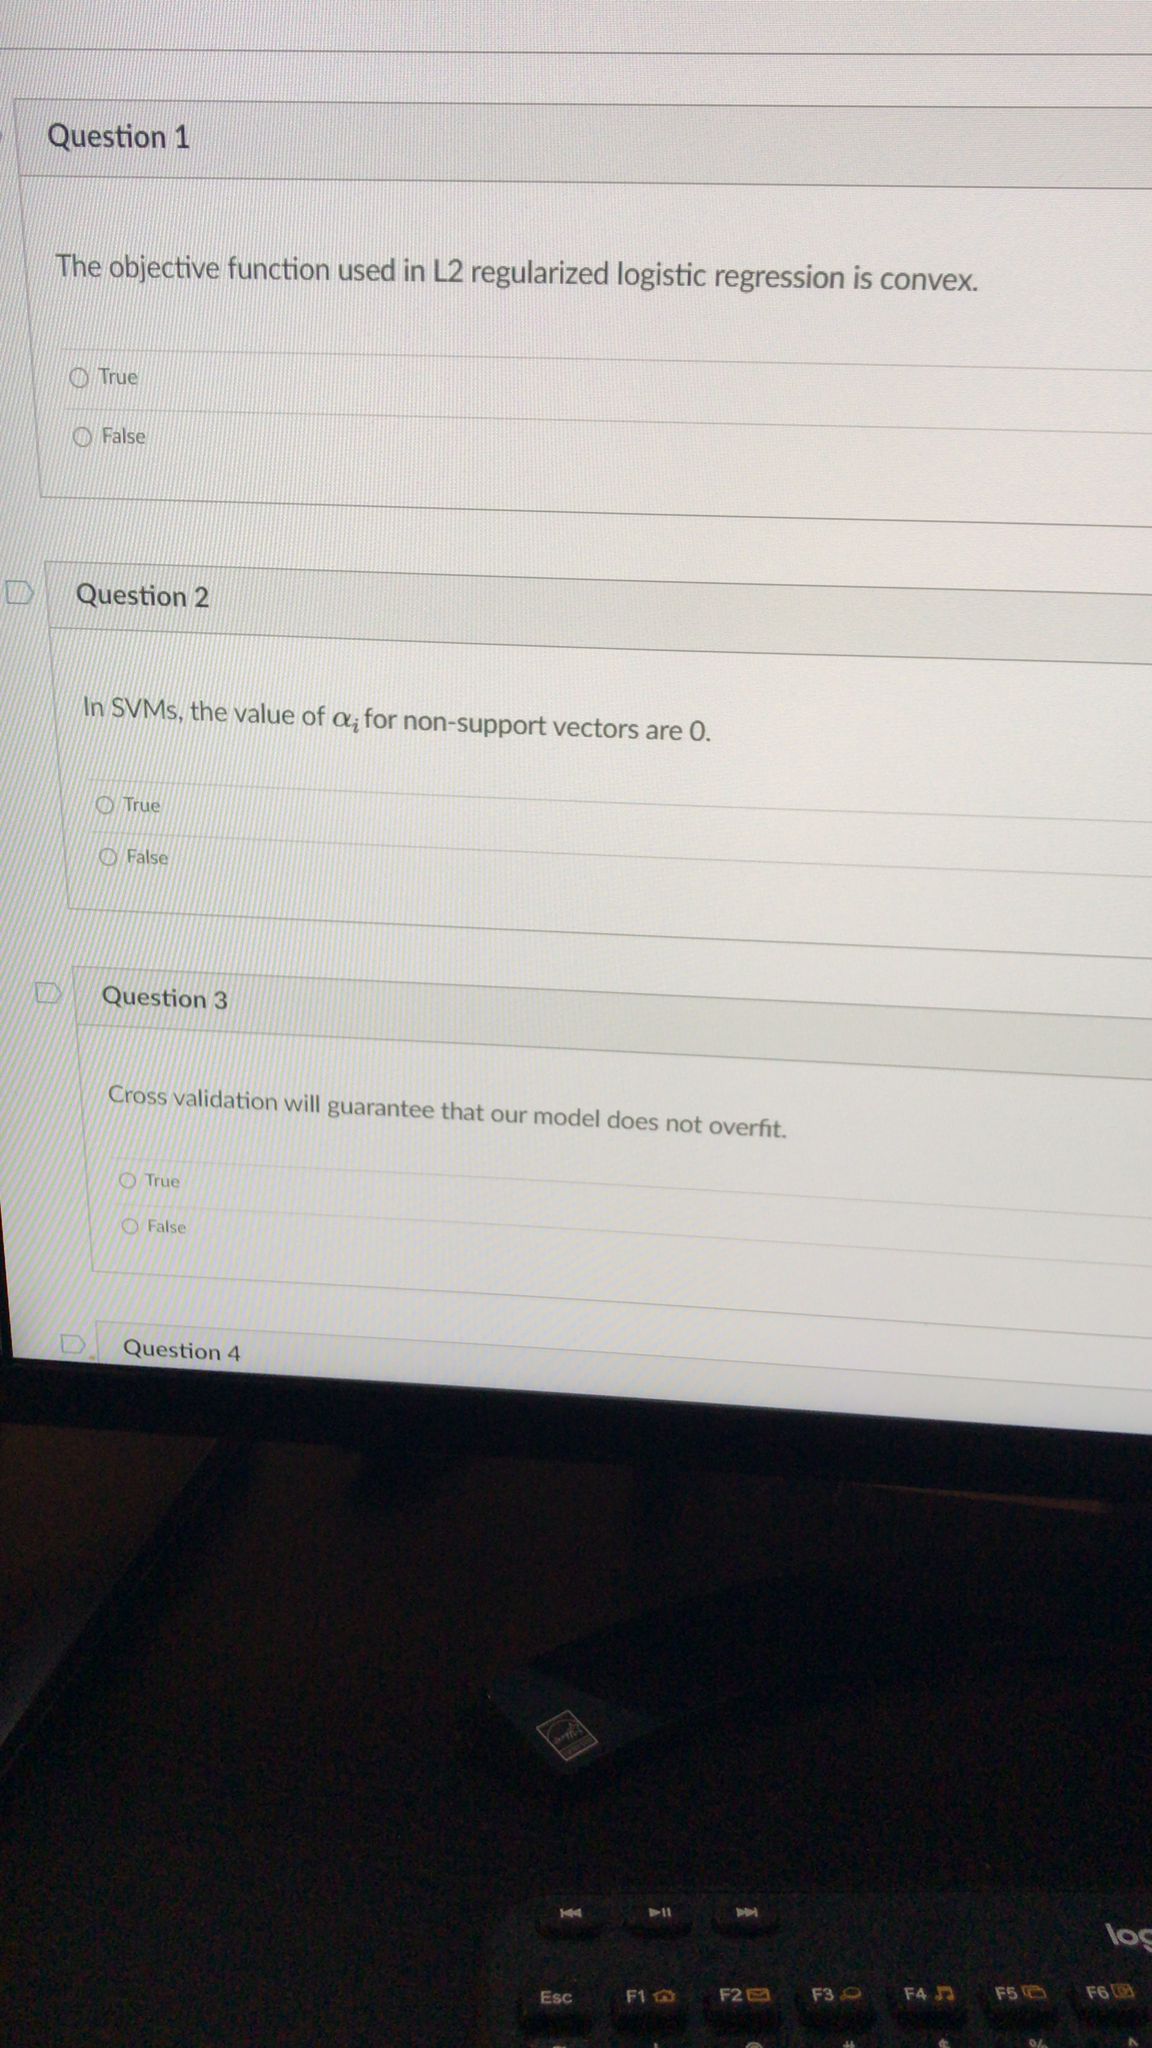 Question 1
The objective function used in L2 regularized logistic regression is convex.
True
False
Question 2
In SVMs, the value of αᵢ for non-support vectors are 0.
True
False
Question 3
Cross validation will guarantee that our model does not overfit.
True
False
Question 4
log
Esc F1 F2 F3 F4 F5 F6